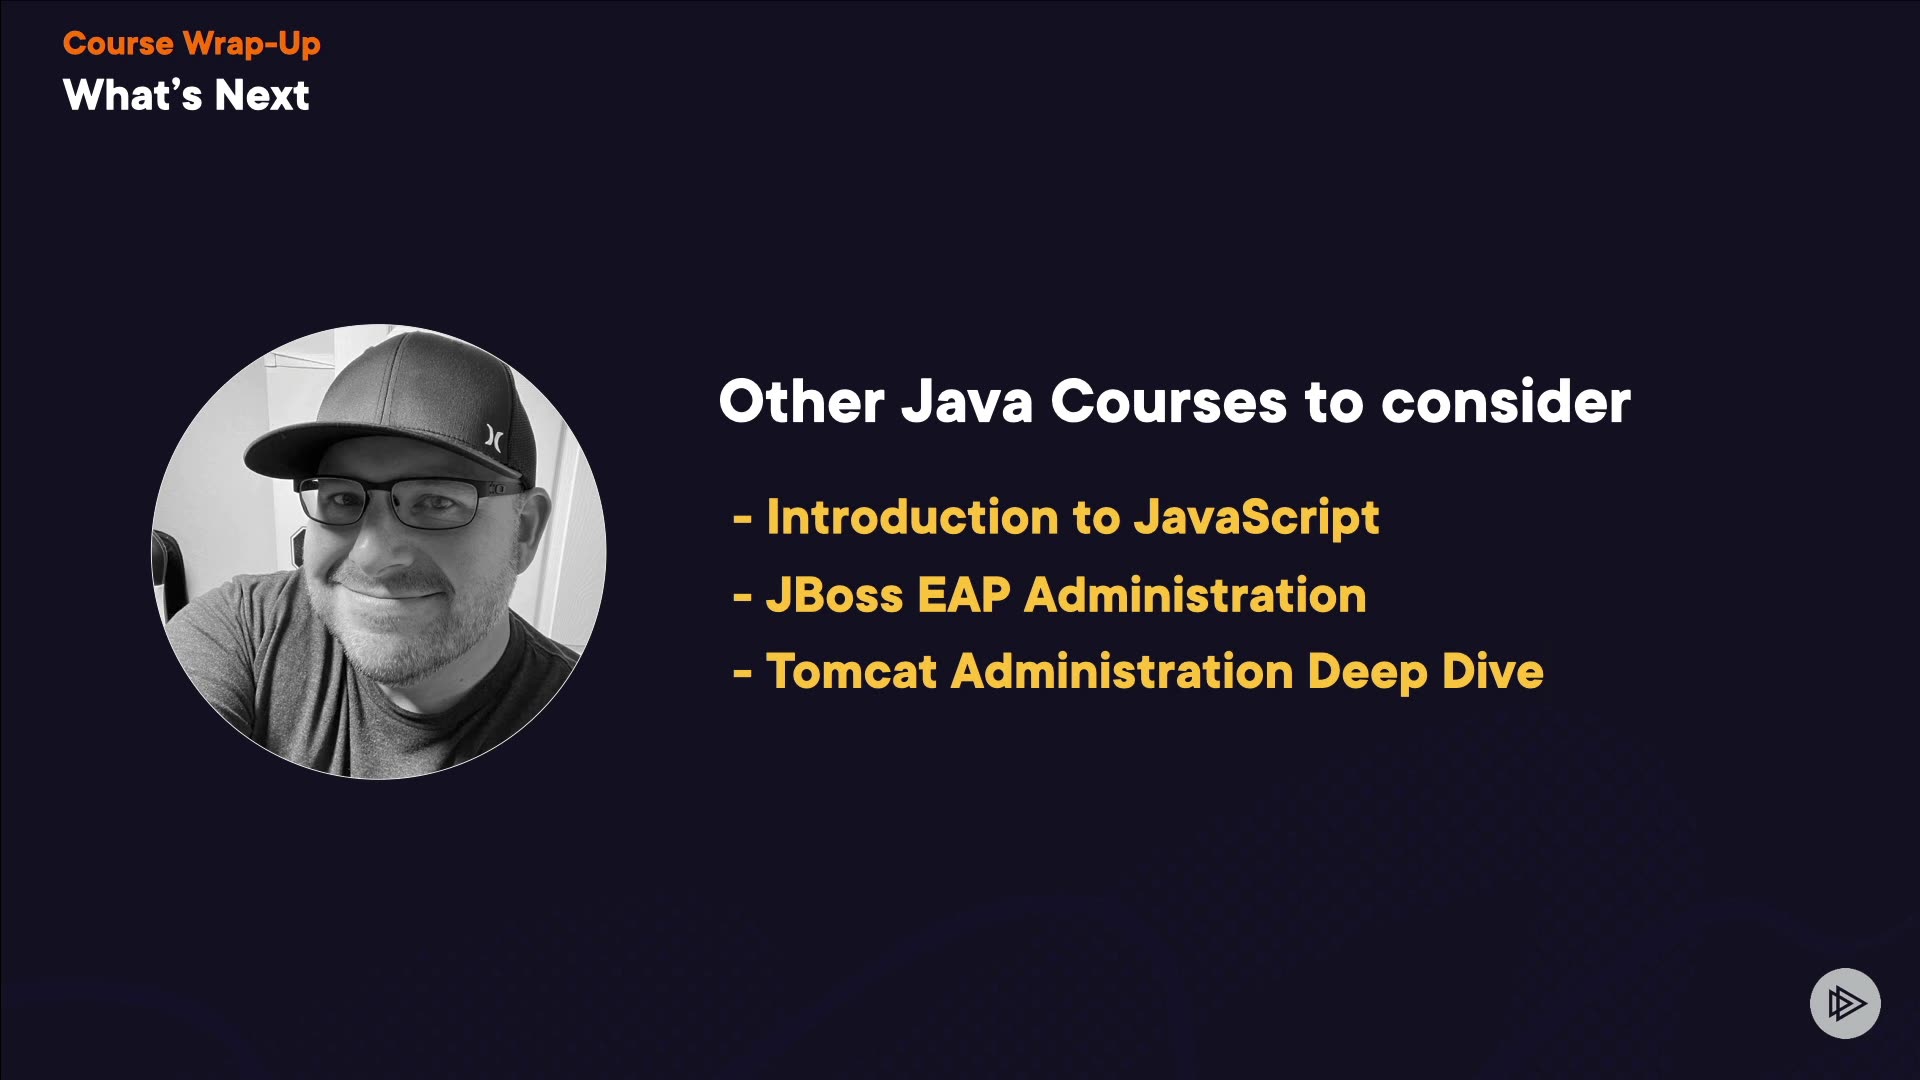 Course Wrap-Up
What’s Next
Other Java Courses to consider
- Introduction to JavaScript
- JBoss EAP Administration
- Tomcat Administration Deep Dive